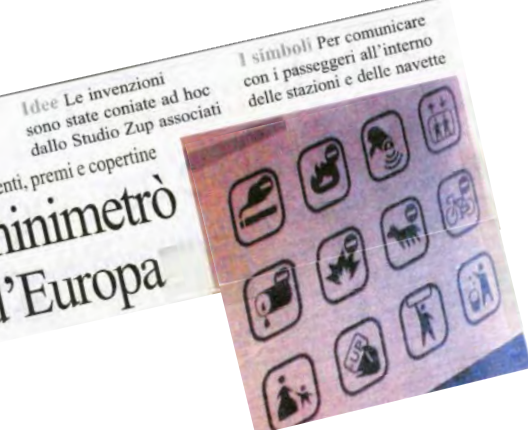 Idee Le invenzioni
sono state coniate ad hoc
dallo Studio Zup associati
I simboli Per comunicare
con i passeggeri all'interno
delle stazioni e delle navette
enti, premi e copertine
minimetrò
l'Europa